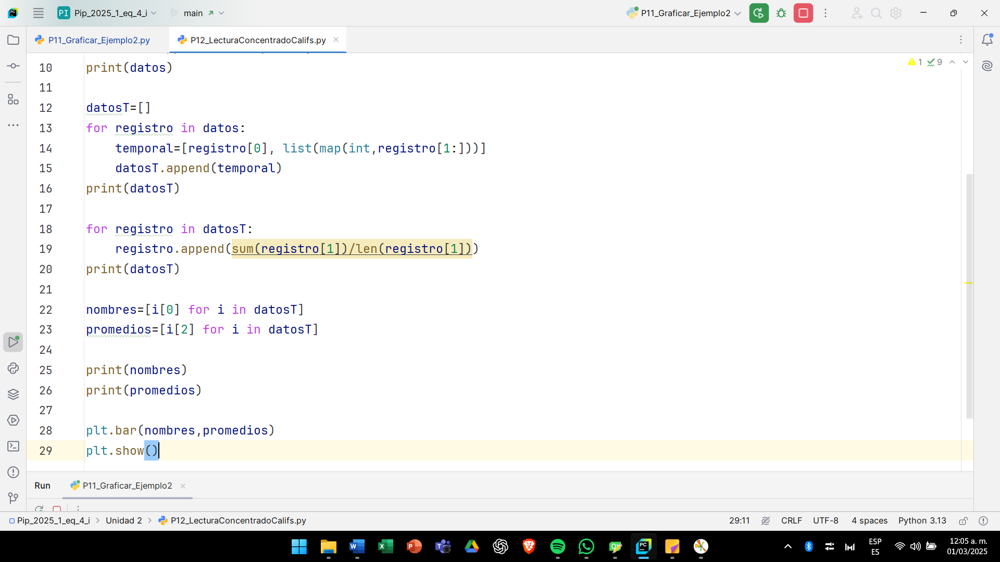 PC PI Pip_2025_1_eq_4_i main P11_Graficar_Ejemplo2
P11_Graficar_Ejemplo2.py P12_LecturaConcentradoCalifs.py
1 9
10 print(datos)
11
12 datosT=[]
13 for registro in datos:
14 temporal=[registro[0], list(map(int,registro[1:]))]
15 datosT.append(temporal)
16 print(datosT)
17
18 for registro in datosT:
19 registro.append(sum(registro[1])/len(registro[1]))
20 print(datosT)
21
22 nombres=[i[0] for i in datosT]
23 promedios=[i[2] for i in datosT]
24
25 print(nombres)
26 print(promedios)
27
28 plt.bar(nombres,promedios)
29 plt.show()
Run P11_Graficar_Ejemplo2
Pip_2025_1_eq_4_i > Unidad 2 > P12_LecturaConcentradoCalifs.py 29:11 CRLF UTF-8 4 spaces Python 3.13
ESP
ES
12:05 a. m.
01/03/2025